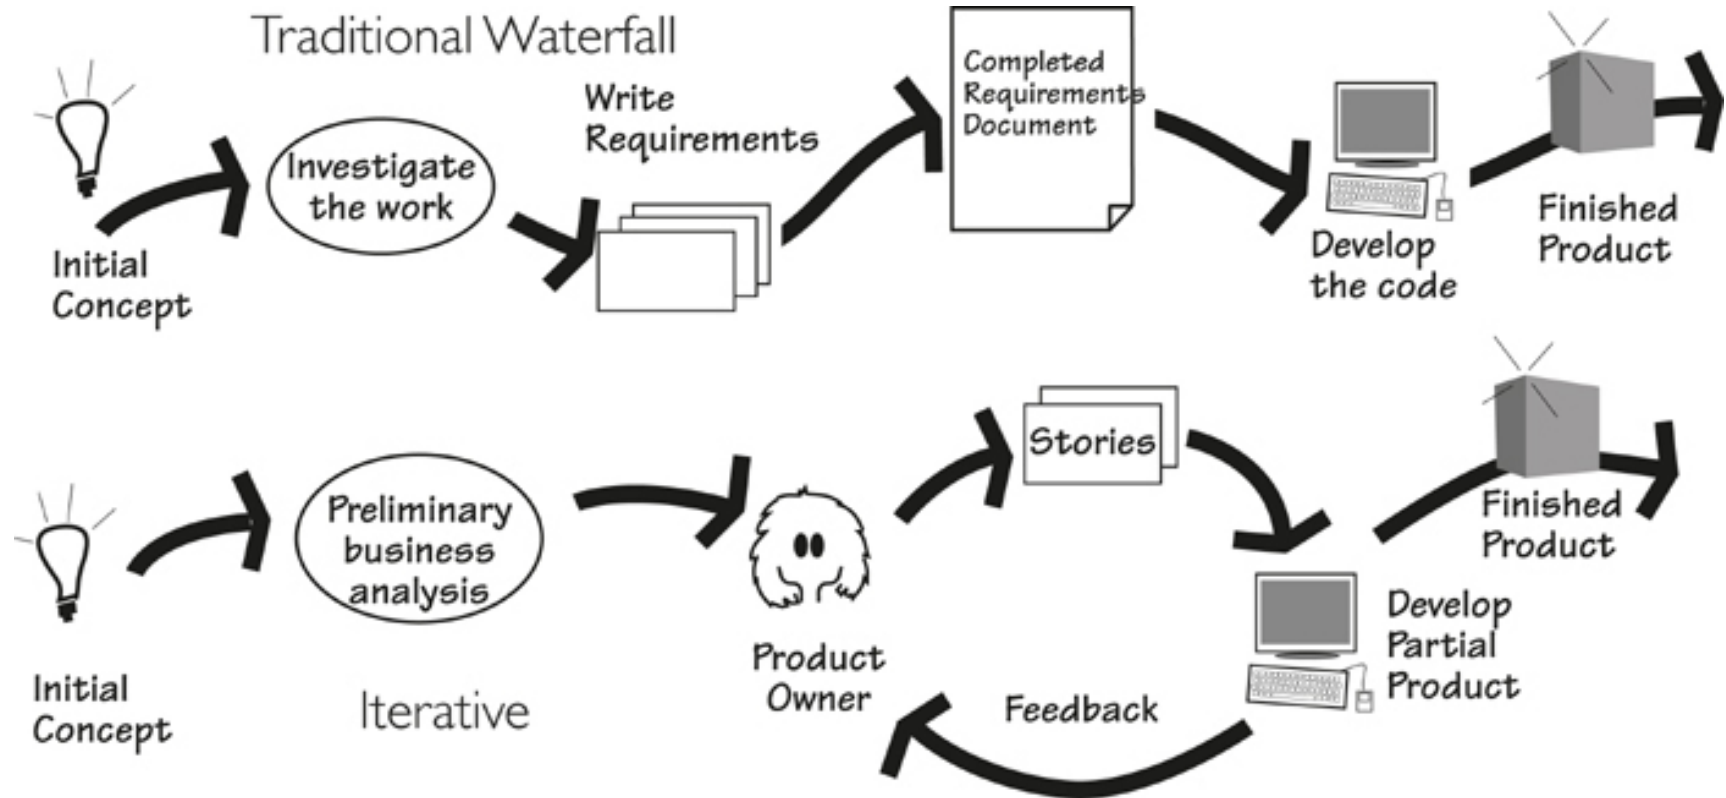 Traditional Waterfall
Initial
Concept
Investigate
the work
Write
Requirements
Completed
Requirements
Document
Develop
the code
Finished
Product
Initial
Concept
Preliminary
business
analysis
Iterative
Product
Owner
Stories
Develop
Partial
Product
Feedback
Finished
Product